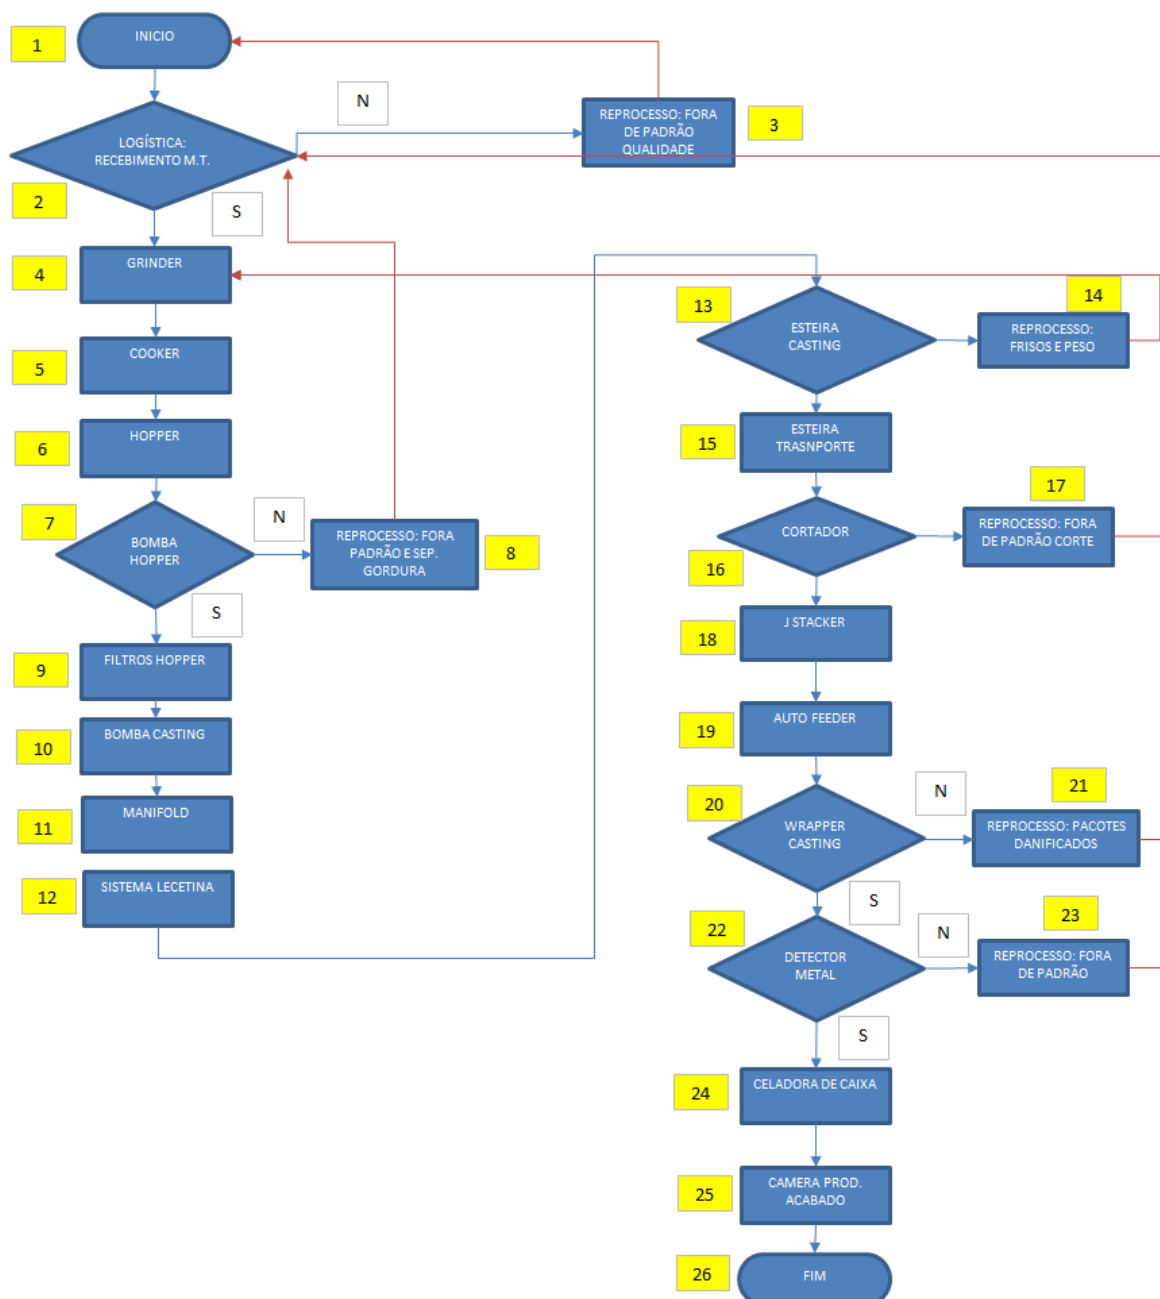 1
INICIO
N
REPROCESSO: FORA
DE PADRÃO
QUALIDADE
3
LOGÍSTICA:
RECEBIMENTO M.T.
2
S
4
GRINDER
5
COOKER
6
HOPPER
7
BOMBA
HOPPER
N
REPROCESSO: FORA
PADRÃO E SEP.
GORDURA
8
S
9
FILTROS HOPPER
10
BOMBA CASTING
11
MANIFOLD
12
SISTEMA LECETINA
13
ESTEIRA
CASTING
14
REPROCESSO:
FRISOS E PESO
15
ESTEIRA
TRASNPORTE
16
CORTADOR
17
REPROCESSO: FORA
DE PADRÃO CORTE
18
J STACKER
19
AUTO FEEDER
20
WRAPPER
CASTING
N
21
REPROCESSO: PACOTES
DANIFICADOS
S
22
DETECTOR
METAL
N
23
REPROCESSO: FORA
DE PADRÃO
S
24
CELADORA DE CAIXA
25
CAMERA PROD.
ACABADO
26
FIM